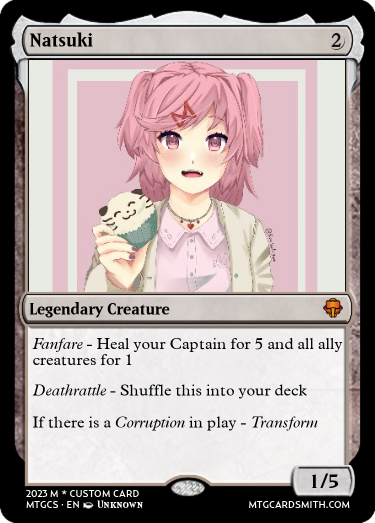 Natsuki 2
Legendary Creature
Fanfare - Heal your Captain for 5 and all ally
creatures for 1
Deathrattle - Shuffle this into your deck
If there is a Corruption in play - Transform
1/5
2023 M * CUSTOM CARD
MTGCS · EN Unknown
MTGCARDSMITH.COM